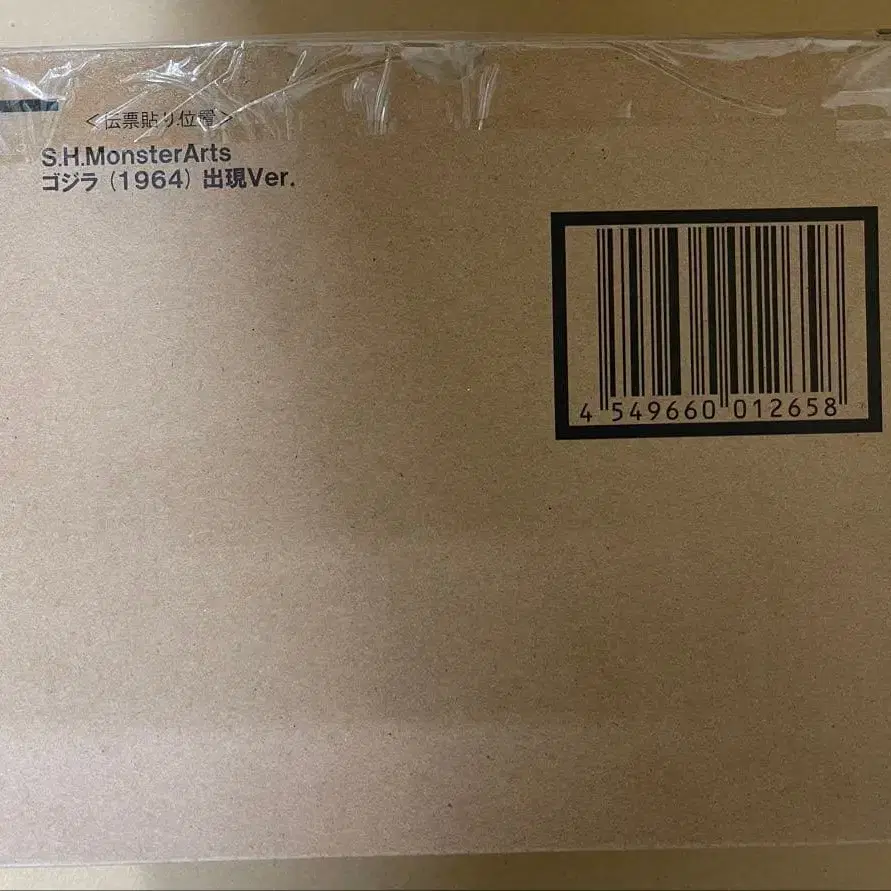 <伝票貼り位置>
S.H.MonsterArts
ゴジラ (1964) 出現Ver.
4 549660 012658